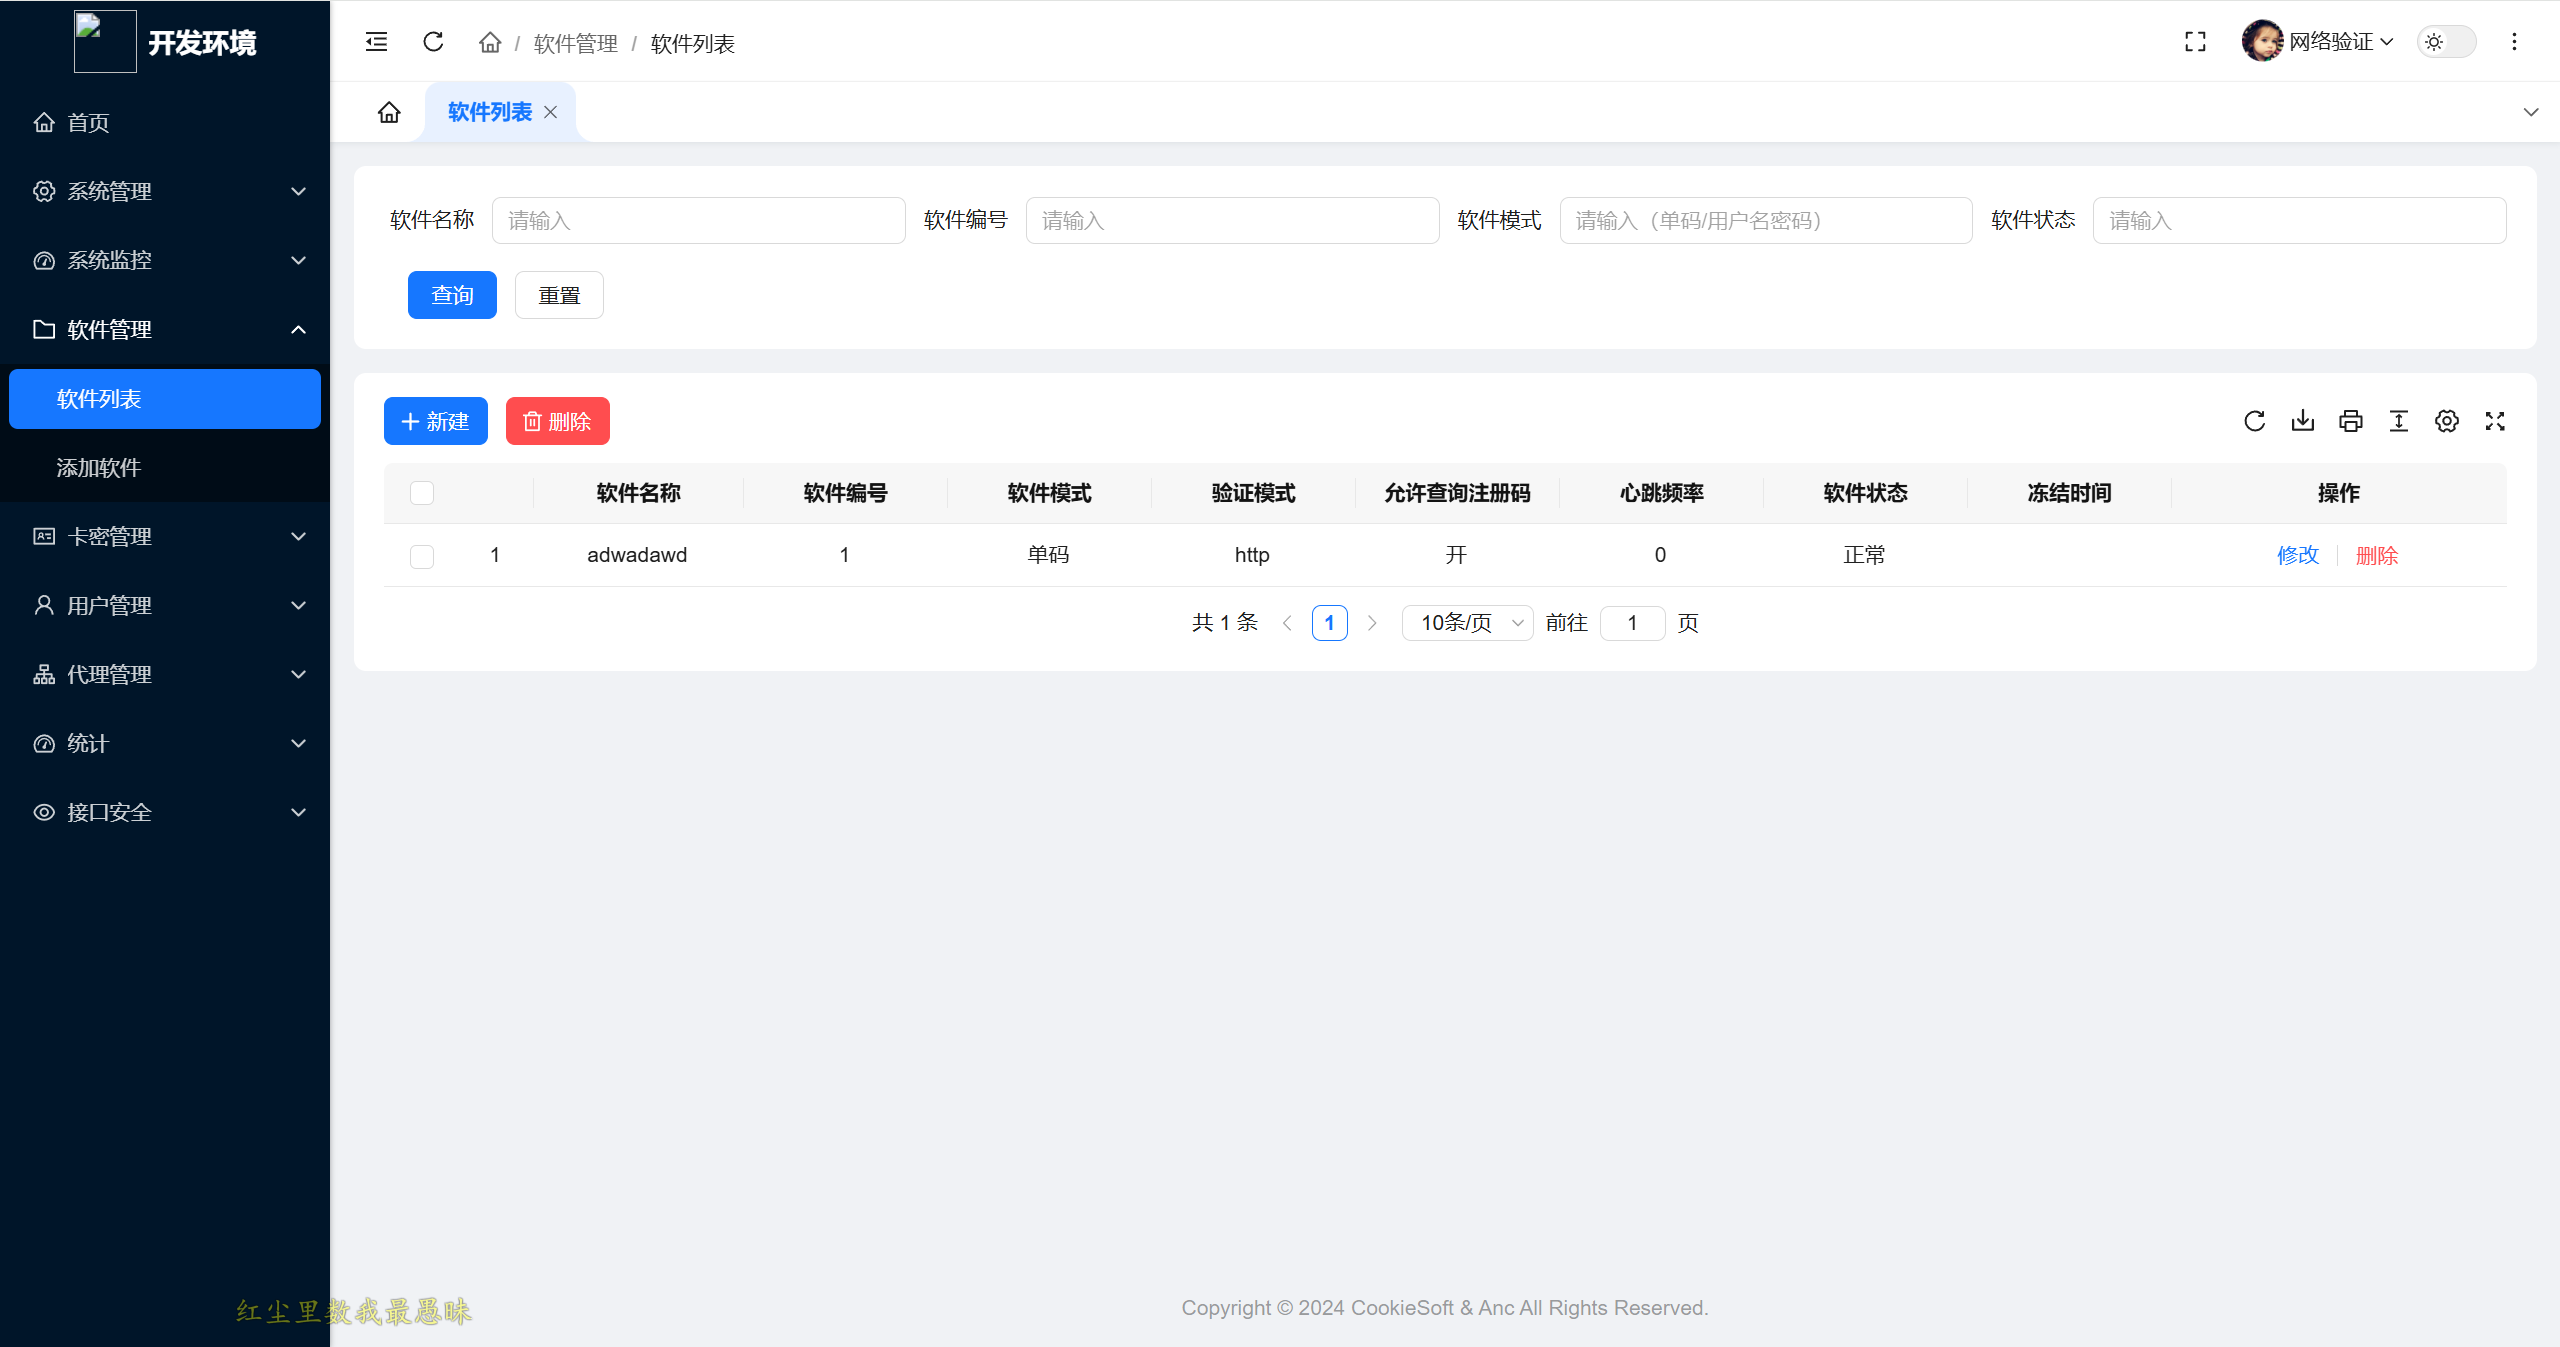 开发环境
首页
系统管理
系统监控
软件管理
软件列表
添加软件
卡密管理
用户管理
代理管理
统计
接口安全
/ 软件管理 / 软件列表
网络验证
软件列表
软件名称 请输入 软件编号 请输入 软件模式 请输入（单码/用户名密码） 软件状态 请输入
查询 重置
新建 删除
软件名称 软件编号 软件模式 验证模式 允许查询注册码 心跳频率 软件状态 冻结时间 操作
1 adwadawd 1 单码 http 开 0 正常 修改 删除
共 1 条 1 10条/页 前往 1 页
Copyright © 2024 CookieSoft & Anc All Rights Reserved.
红尘里数我最愚昧